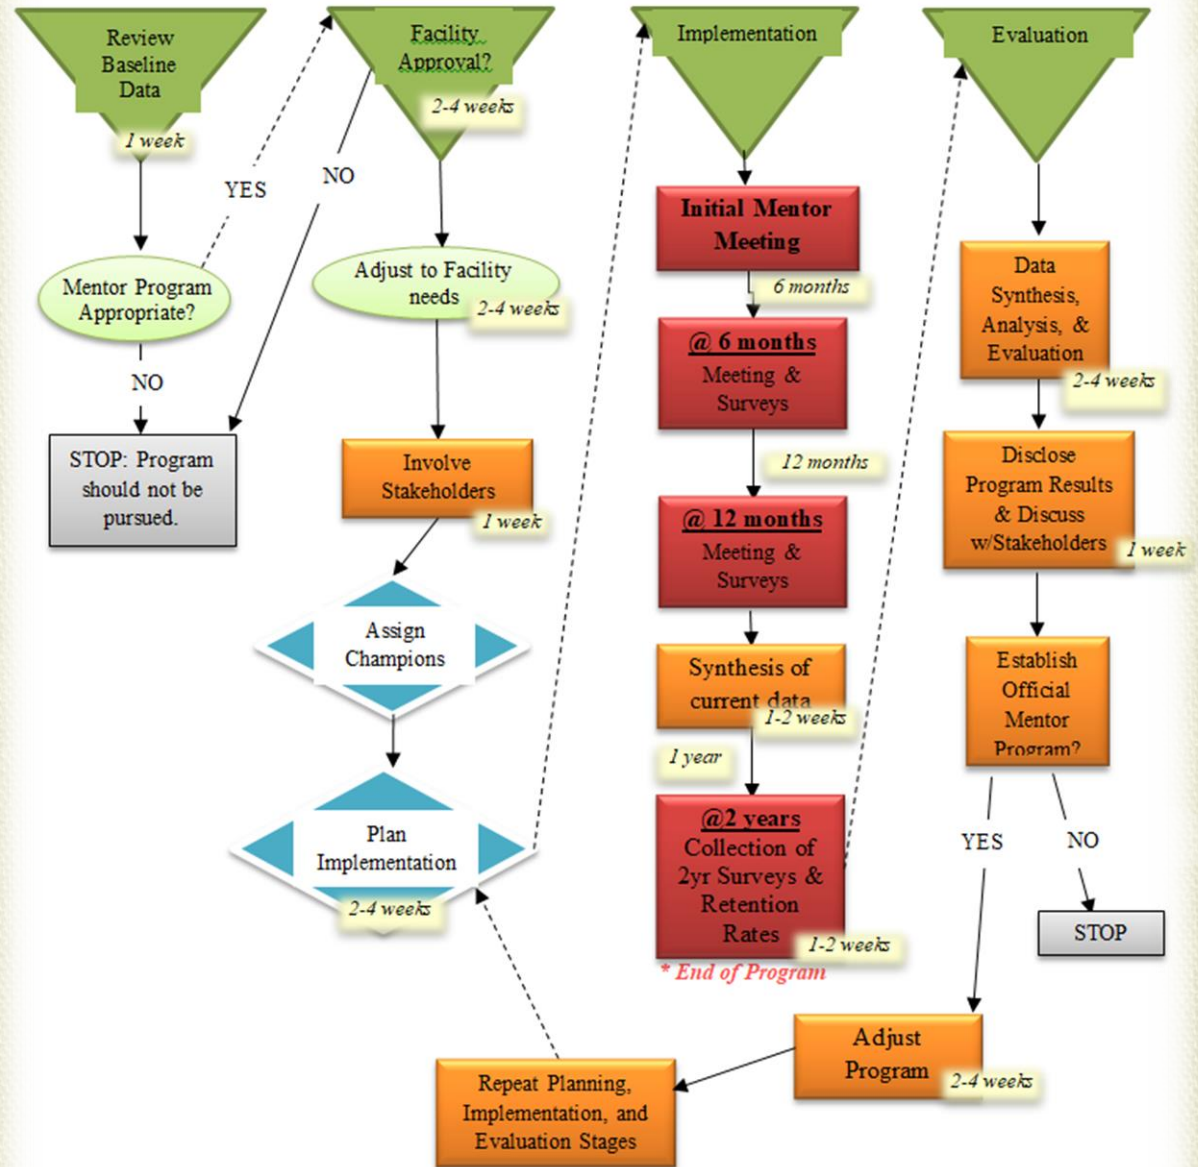 Review
Baseline
Data
1 week
YES
NO
Mentor Program
Appropriate?
NO
STOP: Program
should not be
pursued.
Facility
Approval?
2-4 weeks
Adjust to Facility
needs
2-4 weeks
Involve
Stakeholders
1 week
Assign
Champions
Plan
Implementation
2-4 weeks
Implementation
Initial Mentor
Meeting
6 months
@ 6 months
Meeting &
Surveys
12 months
@ 12 months
Meeting &
Surveys
Synthesis of
current data
1-2 weeks
1 year
@2 years
Collection of
2yr Surveys &
Retention
Rates
1-2 weeks
* End of Program
Evaluation
Data
Synthesis,
Analysis, &
Evaluation
2-4 weeks
Disclose
Program Results
& Discuss
w/Stakeholders
1 week
Establish
Official
Mentor
Program?
YES
NO
STOP
Adjust
Program
2-4 weeks
Repeat Planning,
Implementation, and
Evaluation Stages